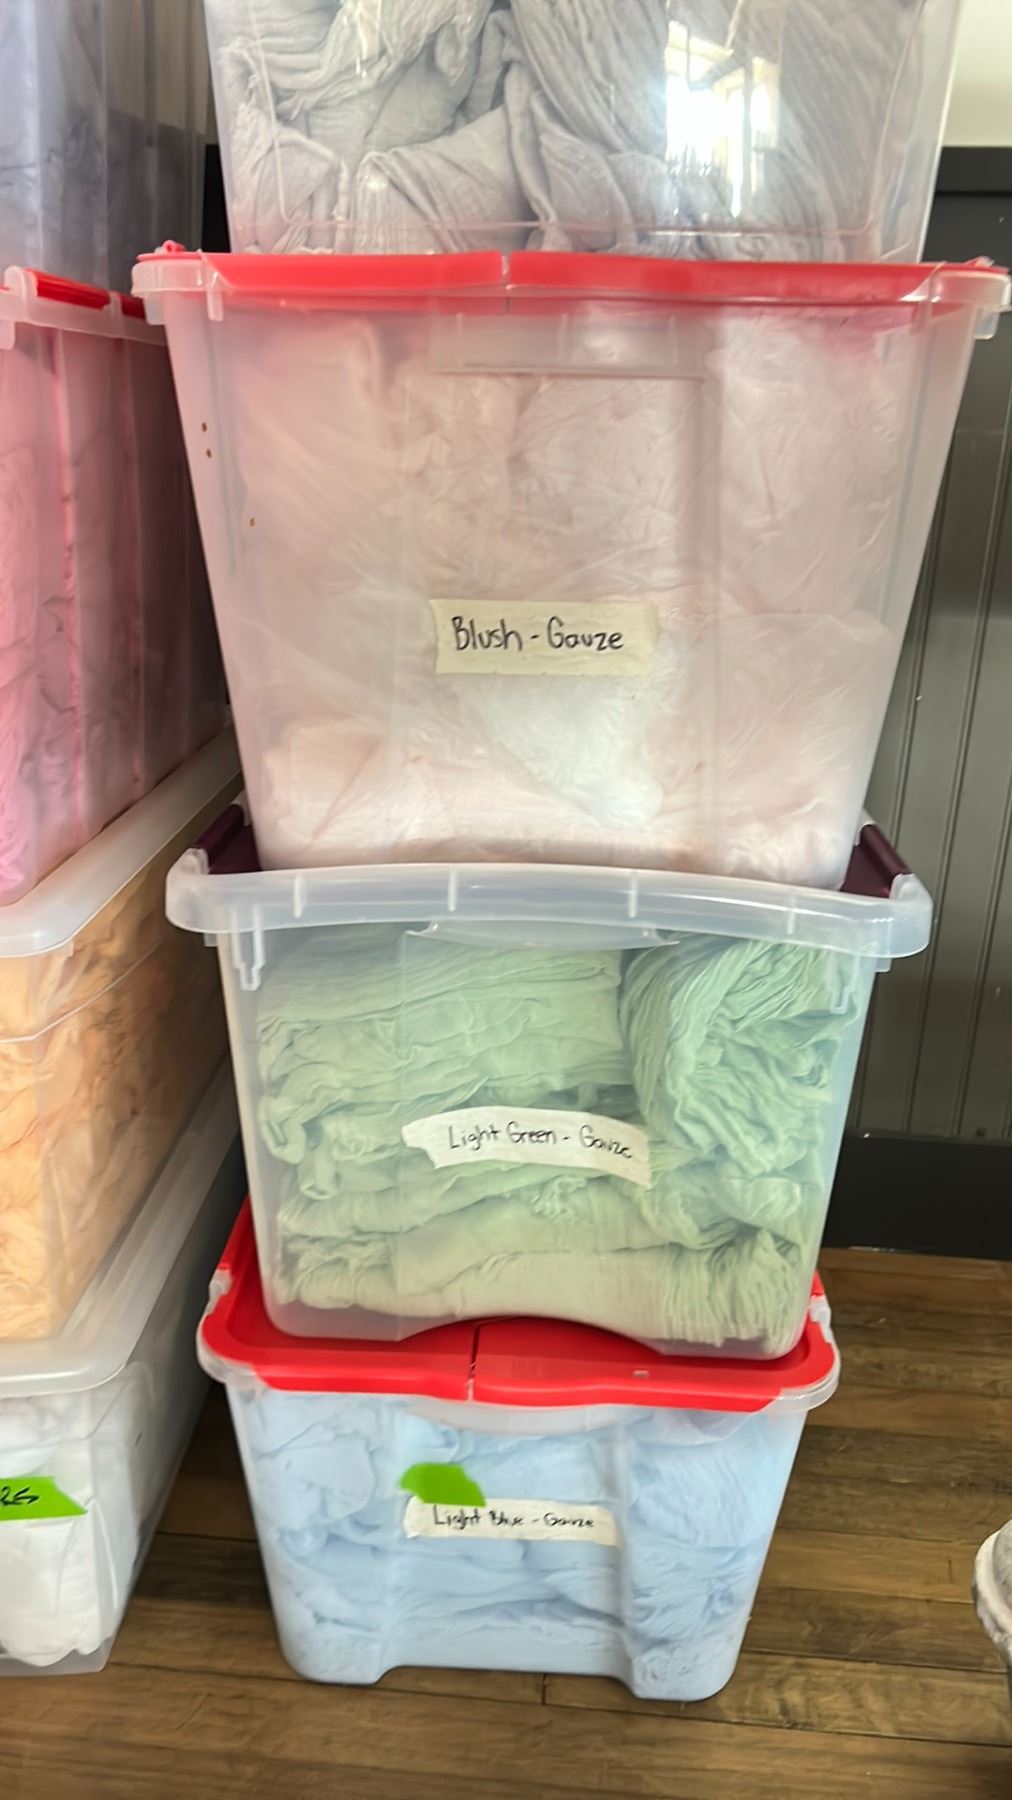 Blush - Gauze
Light Green - Gauze
Light Blue - Gauze